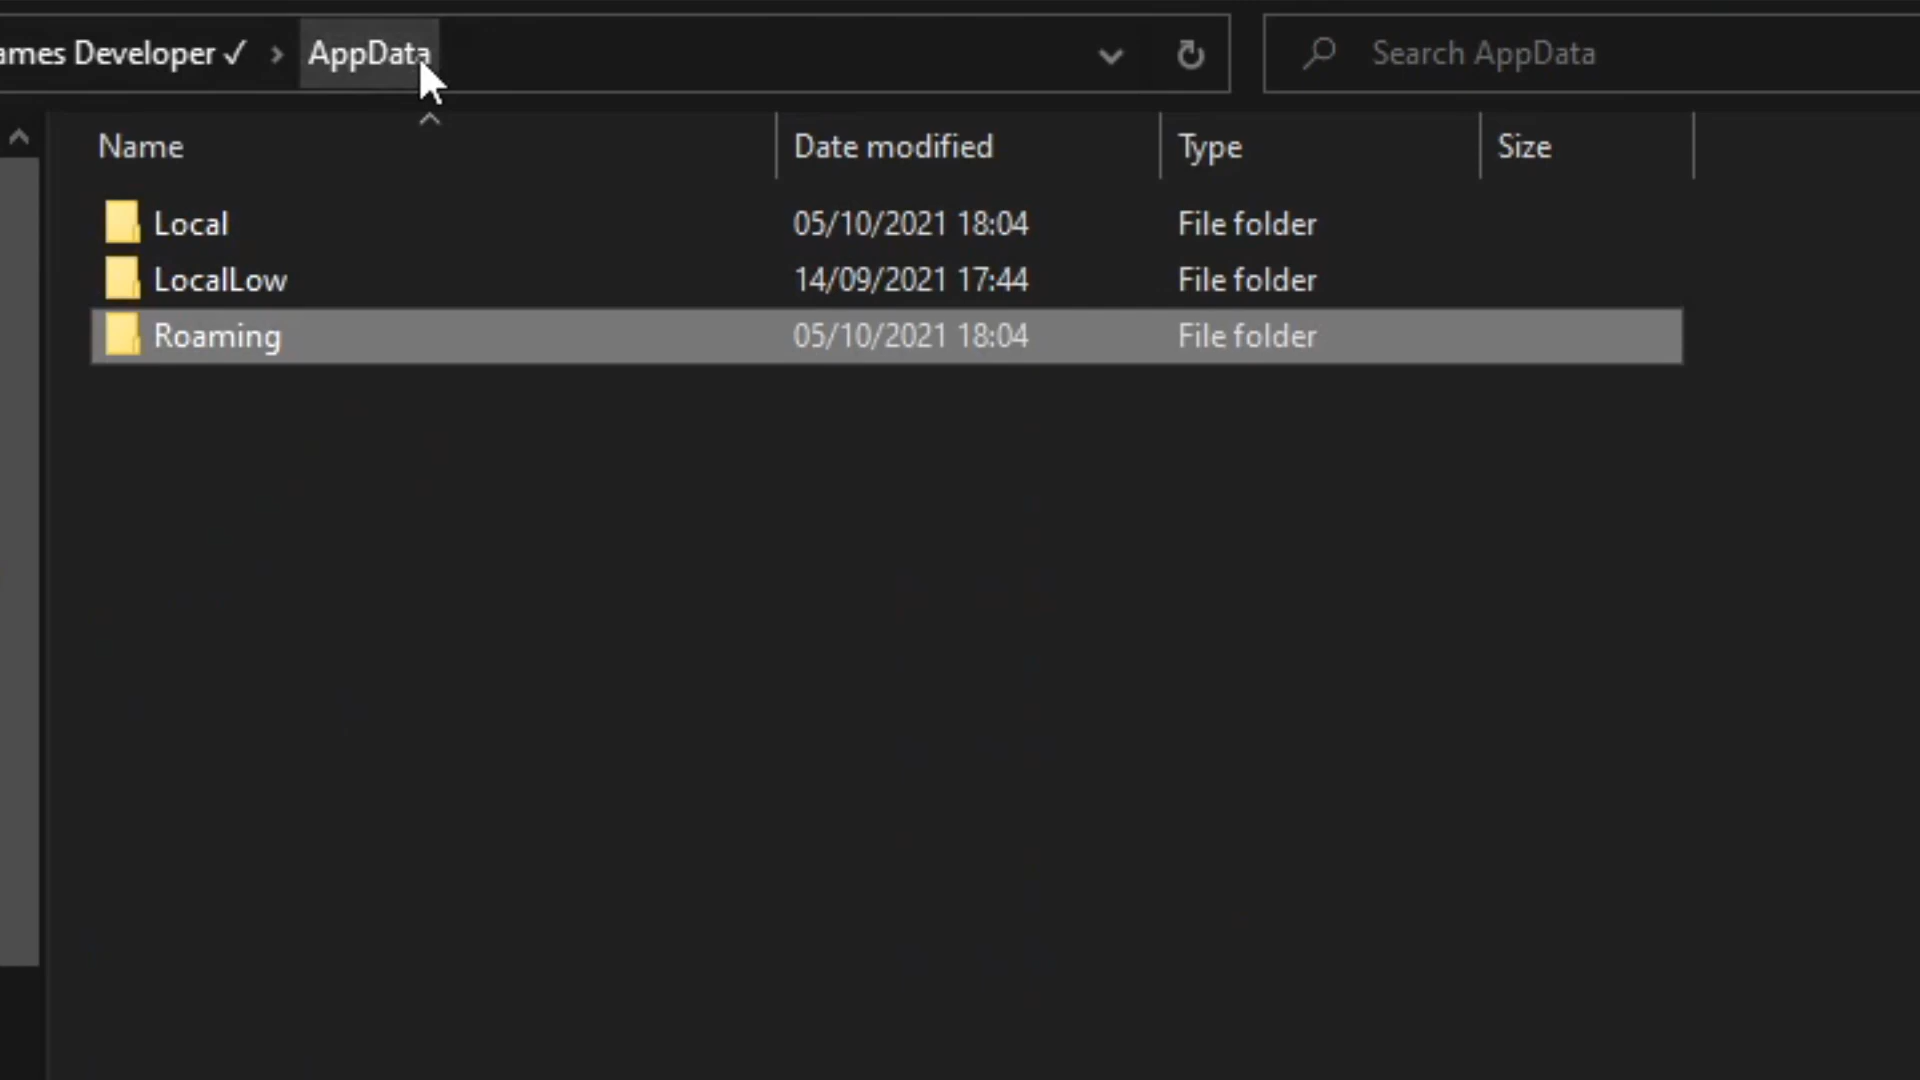 ames Developer ✓ > AppData
Search AppData
Name Date modified Type Size
Local 05/10/2021 18:04 File folder
LocalLow 14/09/2021 17:44 File folder
Roaming 05/10/2021 18:04 File folder